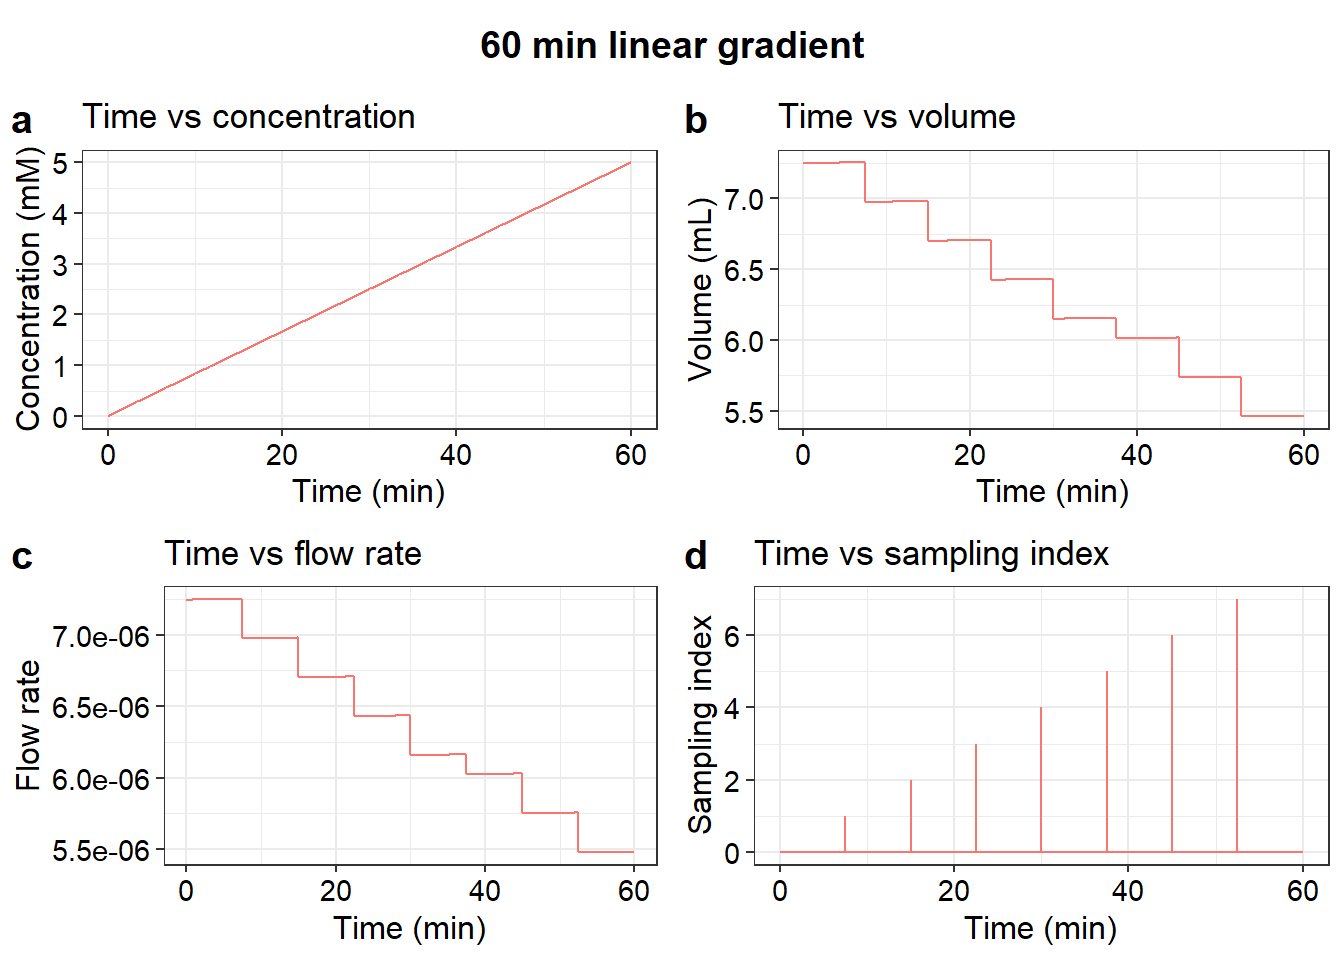 60 min linear gradient
a
Time vs concentration
Concentration (mM)
5
4
3
2
1
0
0 20 40 60
Time (min)
b
Time vs volume
Volume (mL)
7.0
6.5
6.0
5.5
0 20 40 60
Time (min)
c
Time vs flow rate
Flow rate
7.0e-06
6.5e-06
6.0e-06
5.5e-06
0 20 40 60
Time (min)
d
Time vs sampling index
Sampling index
6
4
2
0
0 20 40 60
Time (min)